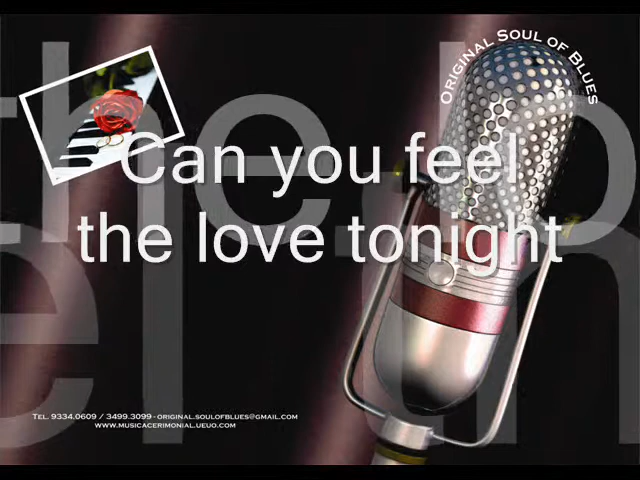 ORIGINAL SOUL OF BLUES
Can you feel
the love tonight
TEL. 9334.0609 / 3499.3099 - ORIGINAL.SOULOFBLUES@GMAIL.COM
WWW.MUSICACERIMONIAL.UEUO.COM